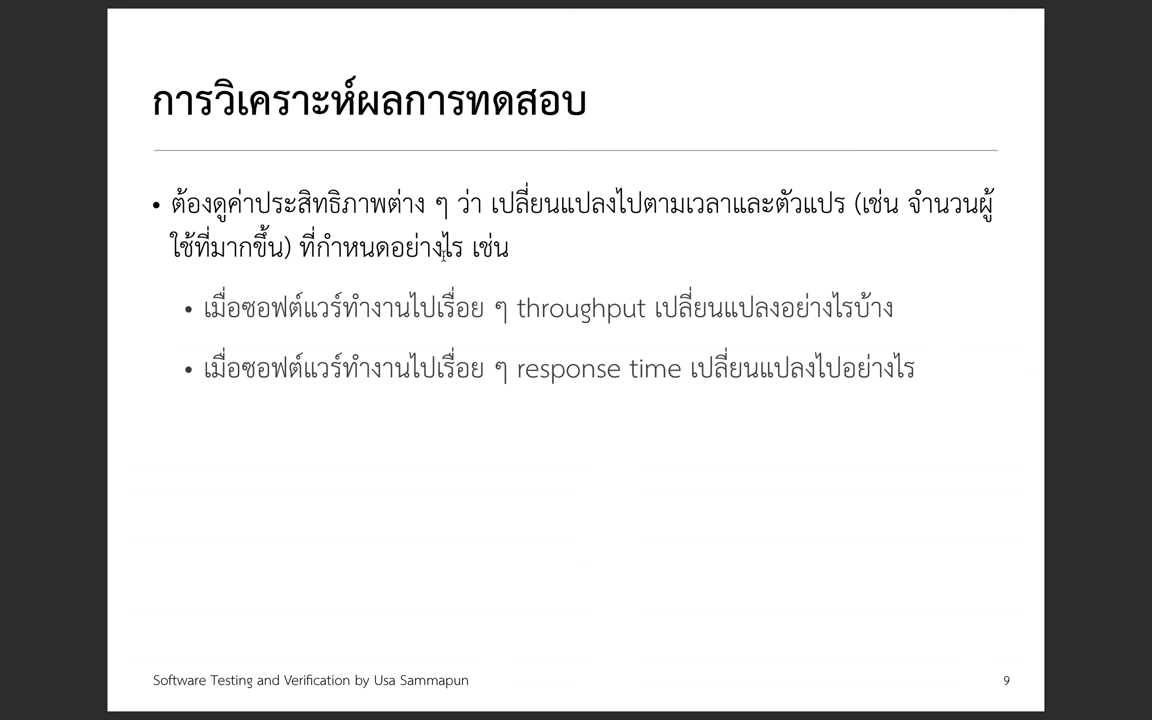 การวิเคราะห์ผลการทดสอบ
• ต้องดูค่าประสิทธิภาพต่าง ๆ ว่า เปลี่ยนแปลงไปตามเวลาและตัวแปร (เช่น จำนวนผู้
ใช้ที่มากขึ้น) ที่กำหนดอย่างไร เช่น
• เมื่อซอฟต์แวร์ทำงานไปเรื่อย ๆ throughput เปลี่ยนแปลงอย่างไรบ้าง
• เมื่อซอฟต์แวร์ทำงานไปเรื่อย ๆ response time เปลี่ยนแปลงไปอย่างไร
Software Testing and Verification by Usa Sammapun
9